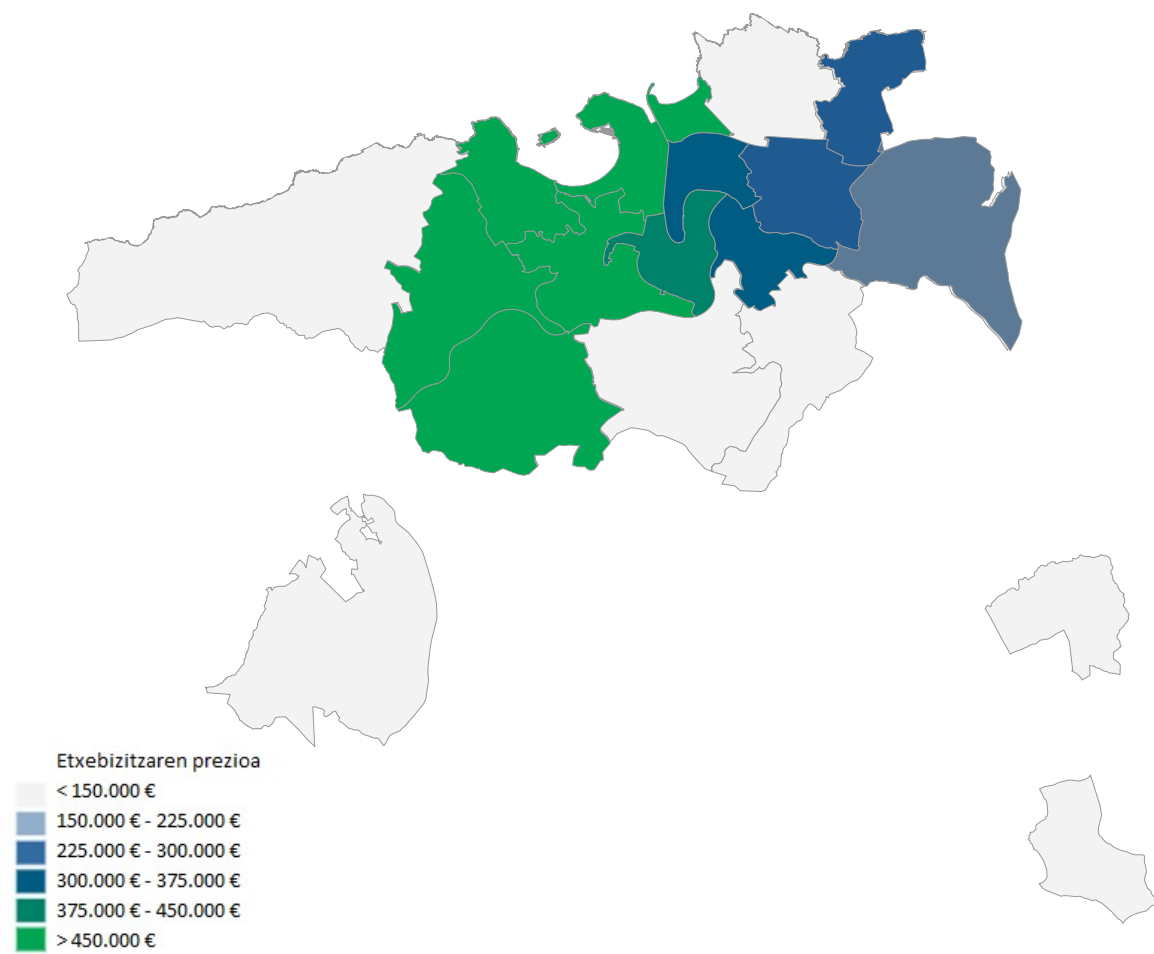 Etxebizitzaren prezioa
< 150.000 €
150.000 € - 225.000 €
225.000 € - 300.000 €
300.000 € - 375.000 €
375.000 € - 450.000 €
> 450.000 €